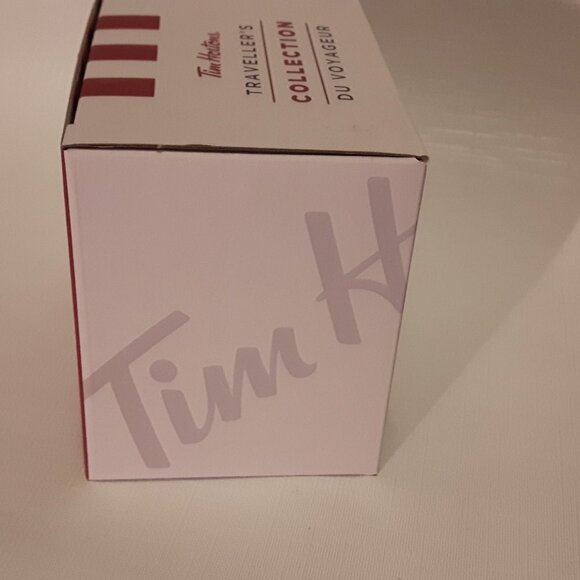 Tim Hortons
TRAVELLER'S
COLLECTION
DU VOYAGEUR
Tim H